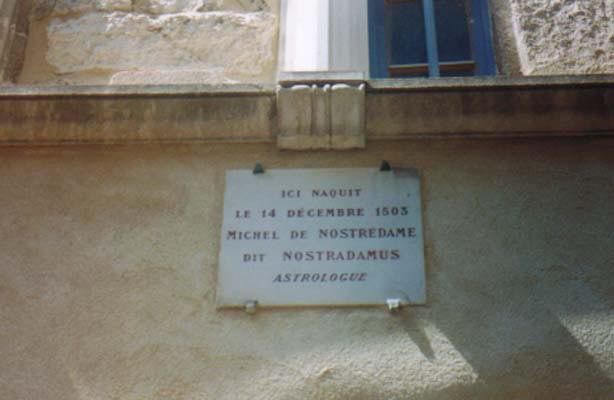 ICI NAQUIT
LE 14 DÉCEMBRE 1503
MICHEL DE NOSTREDAME
DIT NOSTRADAMUS
ASTROLOGUE